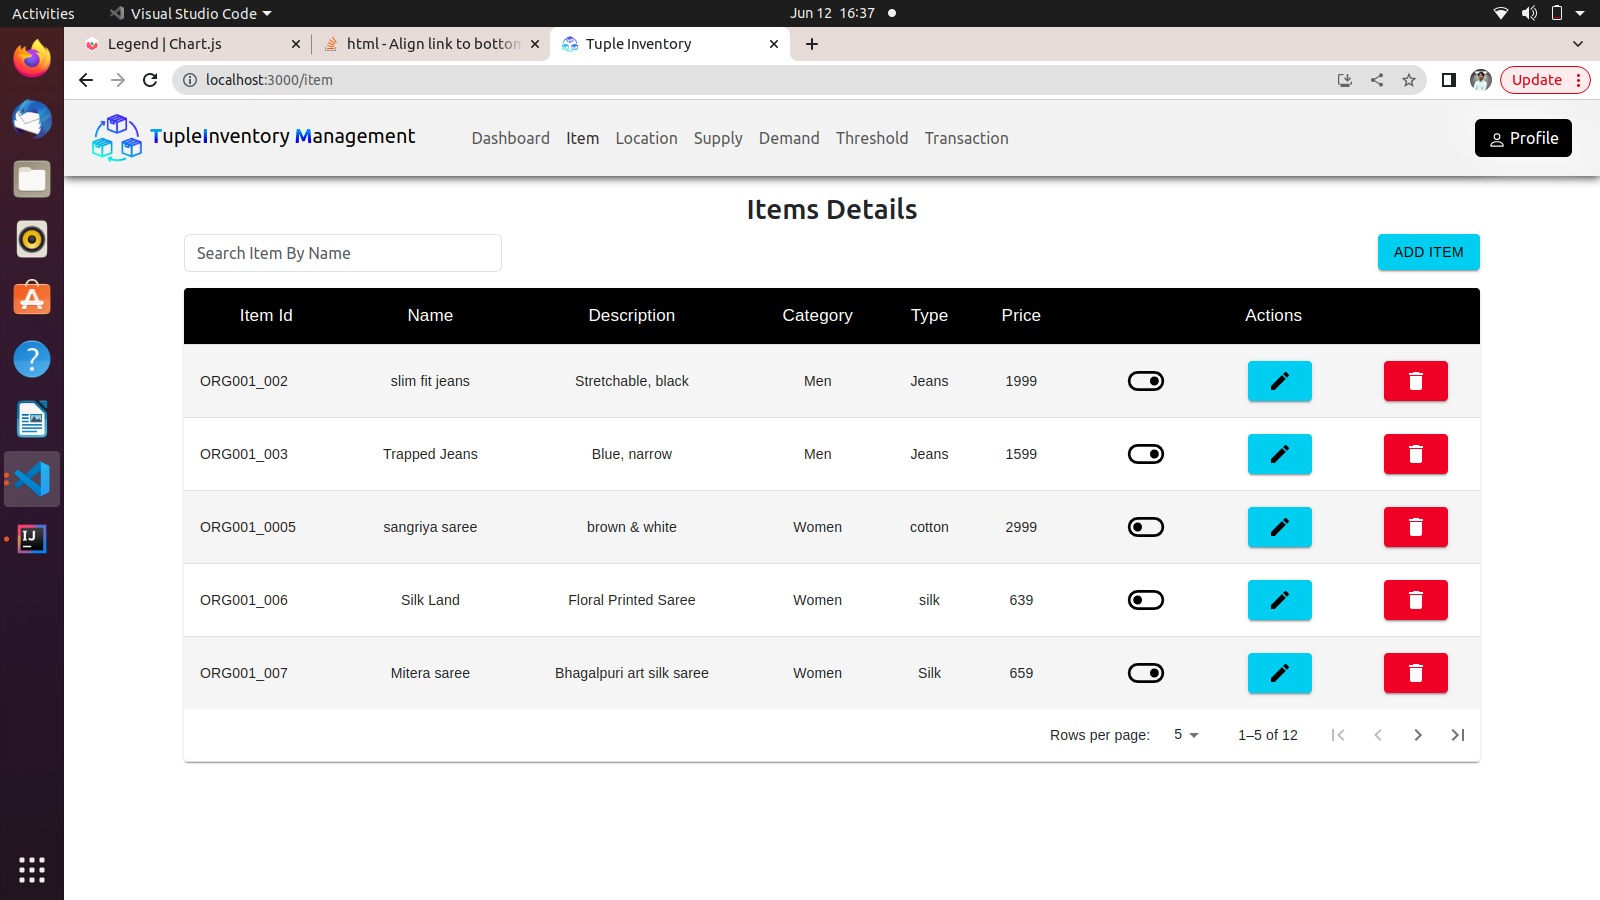 Activities Visual Studio Code Jun 12 16:37
Legend | Chart.js html - Align link to bottom Tuple Inventory
localhost:3000/item Update
TupleInventory Management Dashboard Item Location Supply Demand Threshold Transaction Profile
Items Details
Search Item By Name ADD ITEM
Item Id Name Description Category Type Price Actions
ORG001_002 slim fit jeans Stretchable, black Men Jeans 1999
ORG001_003 Trapped Jeans Blue, narrow Men Jeans 1599
ORG001_0005 sangriya saree brown & white Women cotton 2999
ORG001_006 Silk Land Floral Printed Saree Women silk 639
ORG001_007 Mitera saree Bhagalpuri art silk saree Women Silk 659
Rows per page: 5 1–5 of 12
IJ